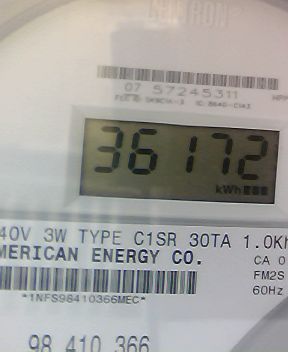 07 57245311
36172
kWh
40V 3W TYPE C1SR 30TA 1.0Kh
MERICAN ENERGY CO.
CA 0
FM2S
60Hz
*1NFS98410366MEC*
98 410 366